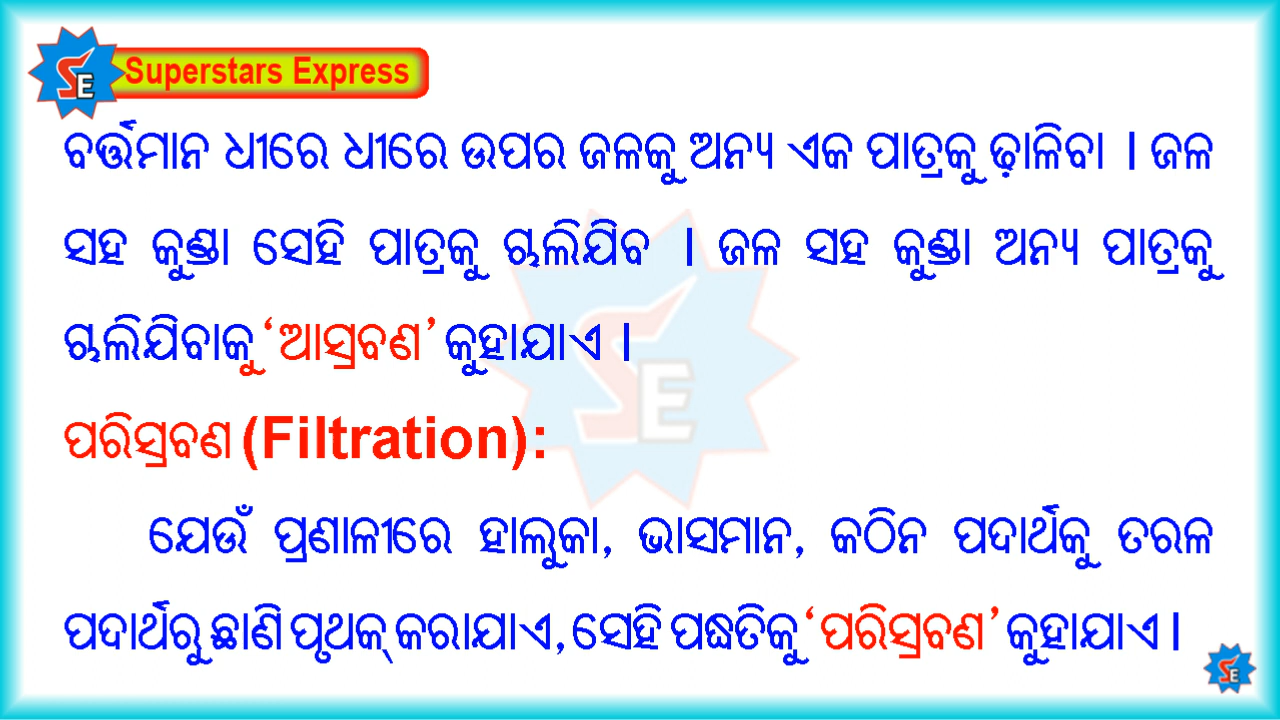 Superstars Express
ବର୍ତ୍ତମାନ ଧୀରେ ଧୀରେ ଉପର ଜଳକୁ ଅନ୍ୟ ଏକ ପାତ୍ରକୁ ଢ଼ାଳିବା । ଜଳ
ସହ କୁଣ୍ଡା ସେହି ପାତ୍ରକୁ ଚାଲିଯିବ । ଜଳ ସହ କୁଣ୍ଡା ଅନ୍ୟ ପାତ୍ରକୁ
ଚାଲିଯିବାକୁ ‘ଆସ୍ରବଣ’ କୁହାଯାଏ ।
ପରିସ୍ରବଣ (Filtration):
ଯେଉଁ ପ୍ରଣାଳୀରେ ହାଲୁକା, ଭାସମାନ, କଠିନ ପଦାର୍ଥକୁ ତରଳ
ପଦାର୍ଥରୁ ଛାଣି ପୃଥକ୍ କରାଯାଏ, ସେହି ପଦ୍ଧତିକୁ ‘ପରିସ୍ରବଣ’ କୁହାଯାଏ ।
SE